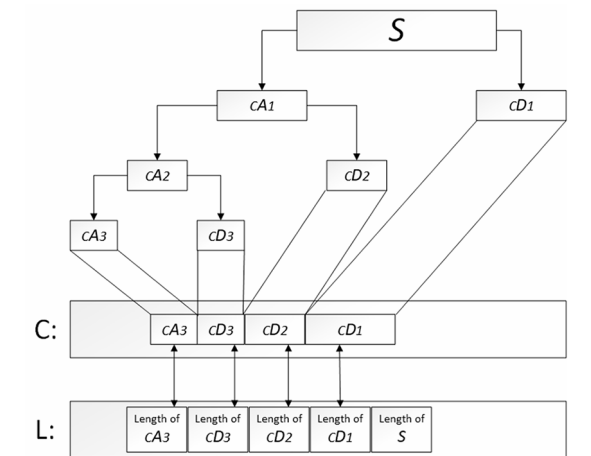 S
cA1
cD1
cA2
cD2
cA3
cD3
C:
cA3
cD3
cD2
cD1
L:
Length of
cA3
Length of
cD3
Length of
cD2
Length of
cD1
Length of
S